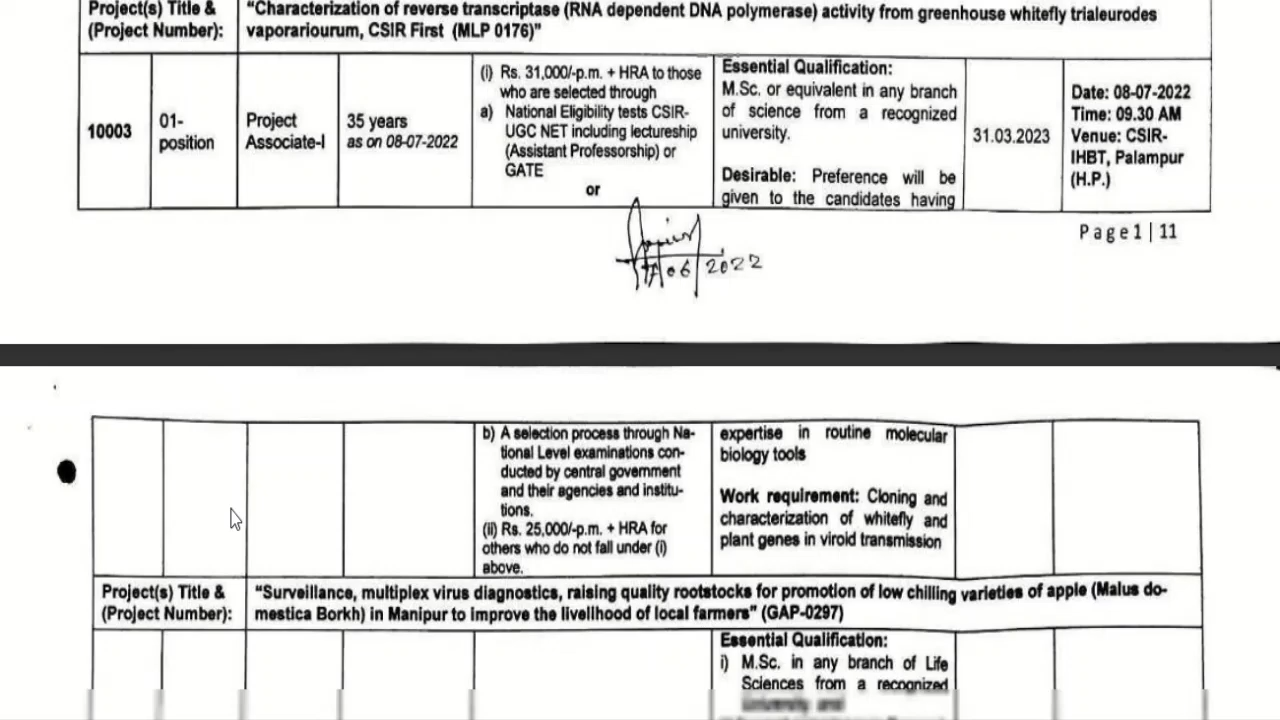 Project(s) Title &
(Project Number):
“Characterization of reverse transcriptase (RNA dependent DNA polymerase) activity from greenhouse whitefly trialeurodes
vaporariourum, CSIR First (MLP 0176)”
10003
01-
position
Project
Associate-I
35 years
as on 08-07-2022
(i) Rs. 31,000/-p.m. + HRA to those
who are selected through
a) National Eligibility tests CSIR-
UGC NET including lectureship
(Assistant Professorship) or
GATE
or
Essential Qualification:
M.Sc. or equivalent in any branch
of science from a recognized
university.
Desirable: Preference will be
given to the candidates having
31.03.2023
Date: 08-07-2022
Time: 09.30 AM
Venue: CSIR-
IHBT, Palampur
(H.P.)
Page1|11
06/2022
b) A selection process through Na-
tional Level examinations con-
ducted by central government
and their agencies and institu-
tions.
(ii) Rs. 25,000/-p.m. + HRA for
others who do not fall under (i)
above.
expertise in routine molecular
biology tools
Work requirement: Cloning and
characterization of whitefly and
plant genes in viroid transmission
Project(s) Title &
(Project Number):
“Surveillance, multiplex virus diagnostics, raising quality rootstocks for promotion of low chilling varieties of apple (Malus do-
mestica Borkh) in Manipur to improve the livelihood of local farmers” (GAP-0297)
Essential Qualification:
i) M.Sc. in any branch of Life
Sciences from a recognized